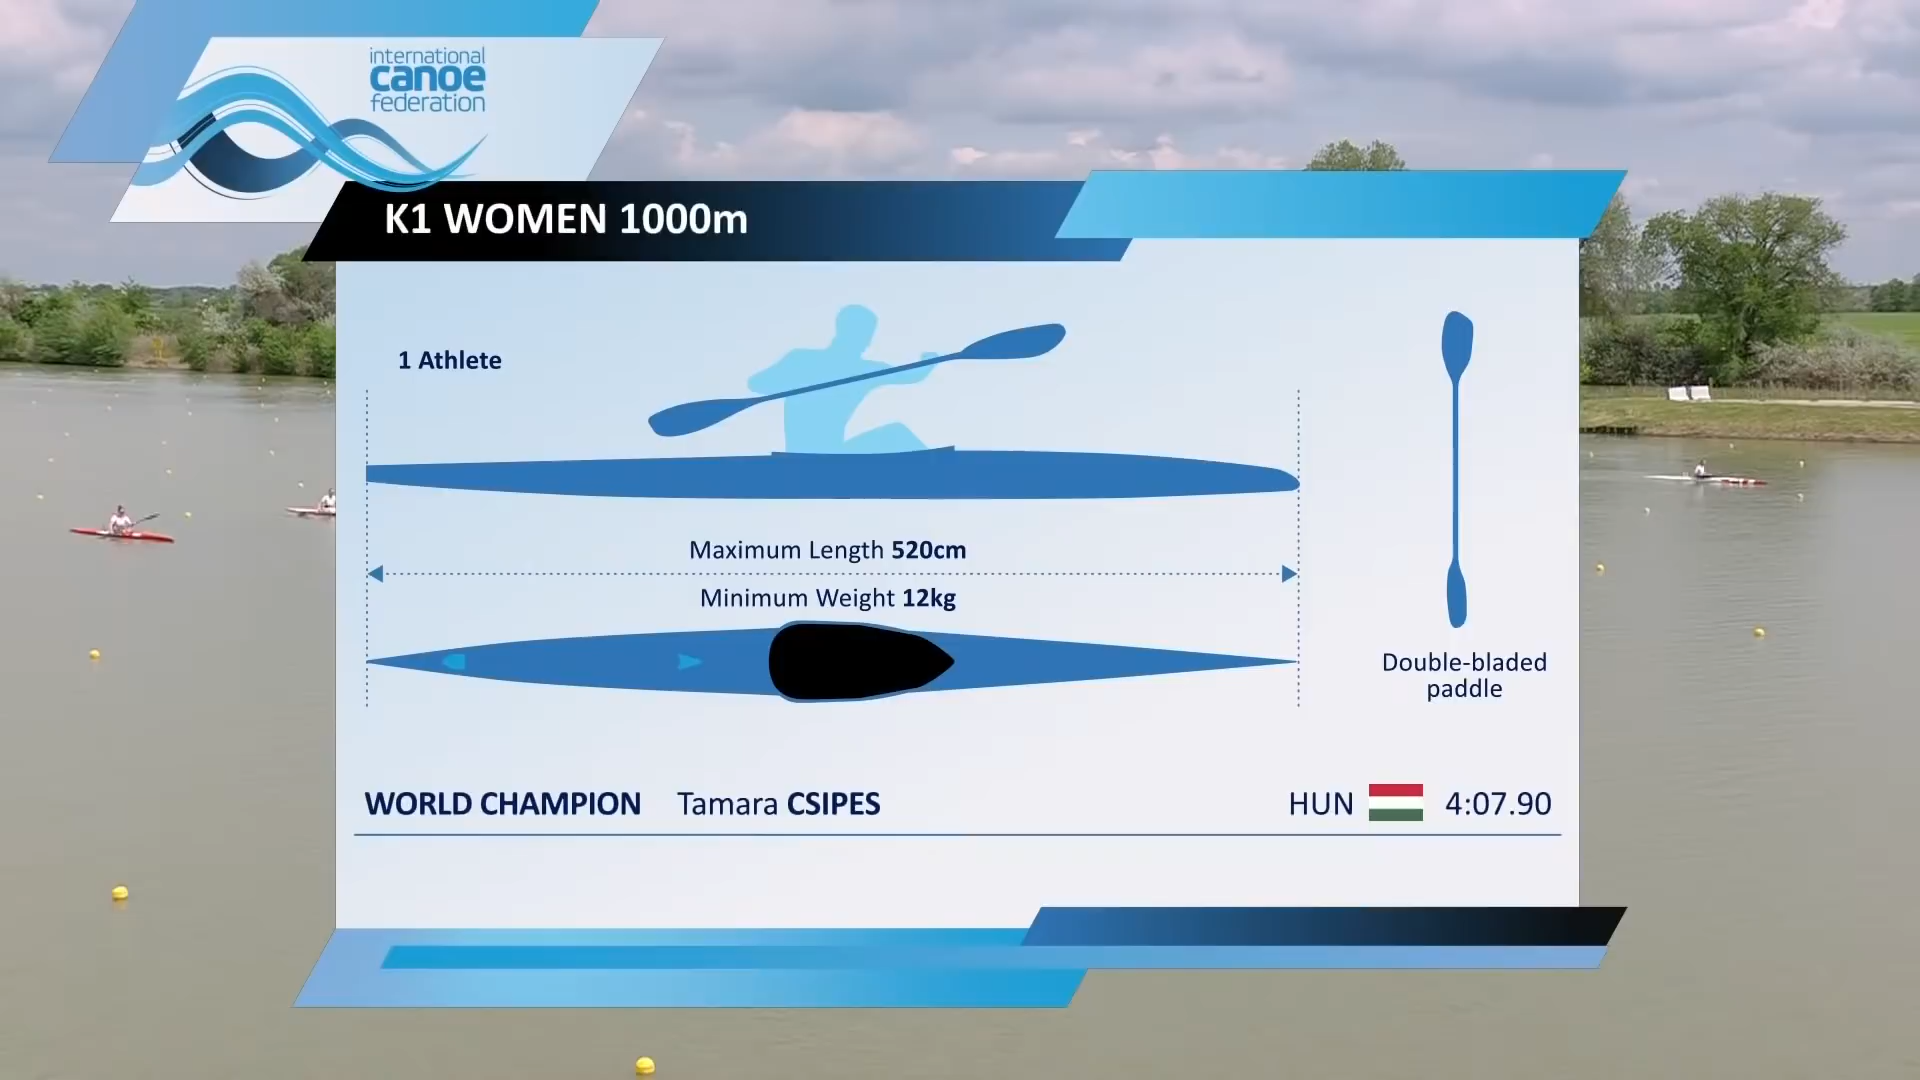 international
canoe
federation
K1 WOMEN 1000m
1 Athlete
Maximum Length 520cm
Minimum Weight 12kg
Double-bladed
paddle
WORLD CHAMPION Tamara CSIPES HUN 4:07.90